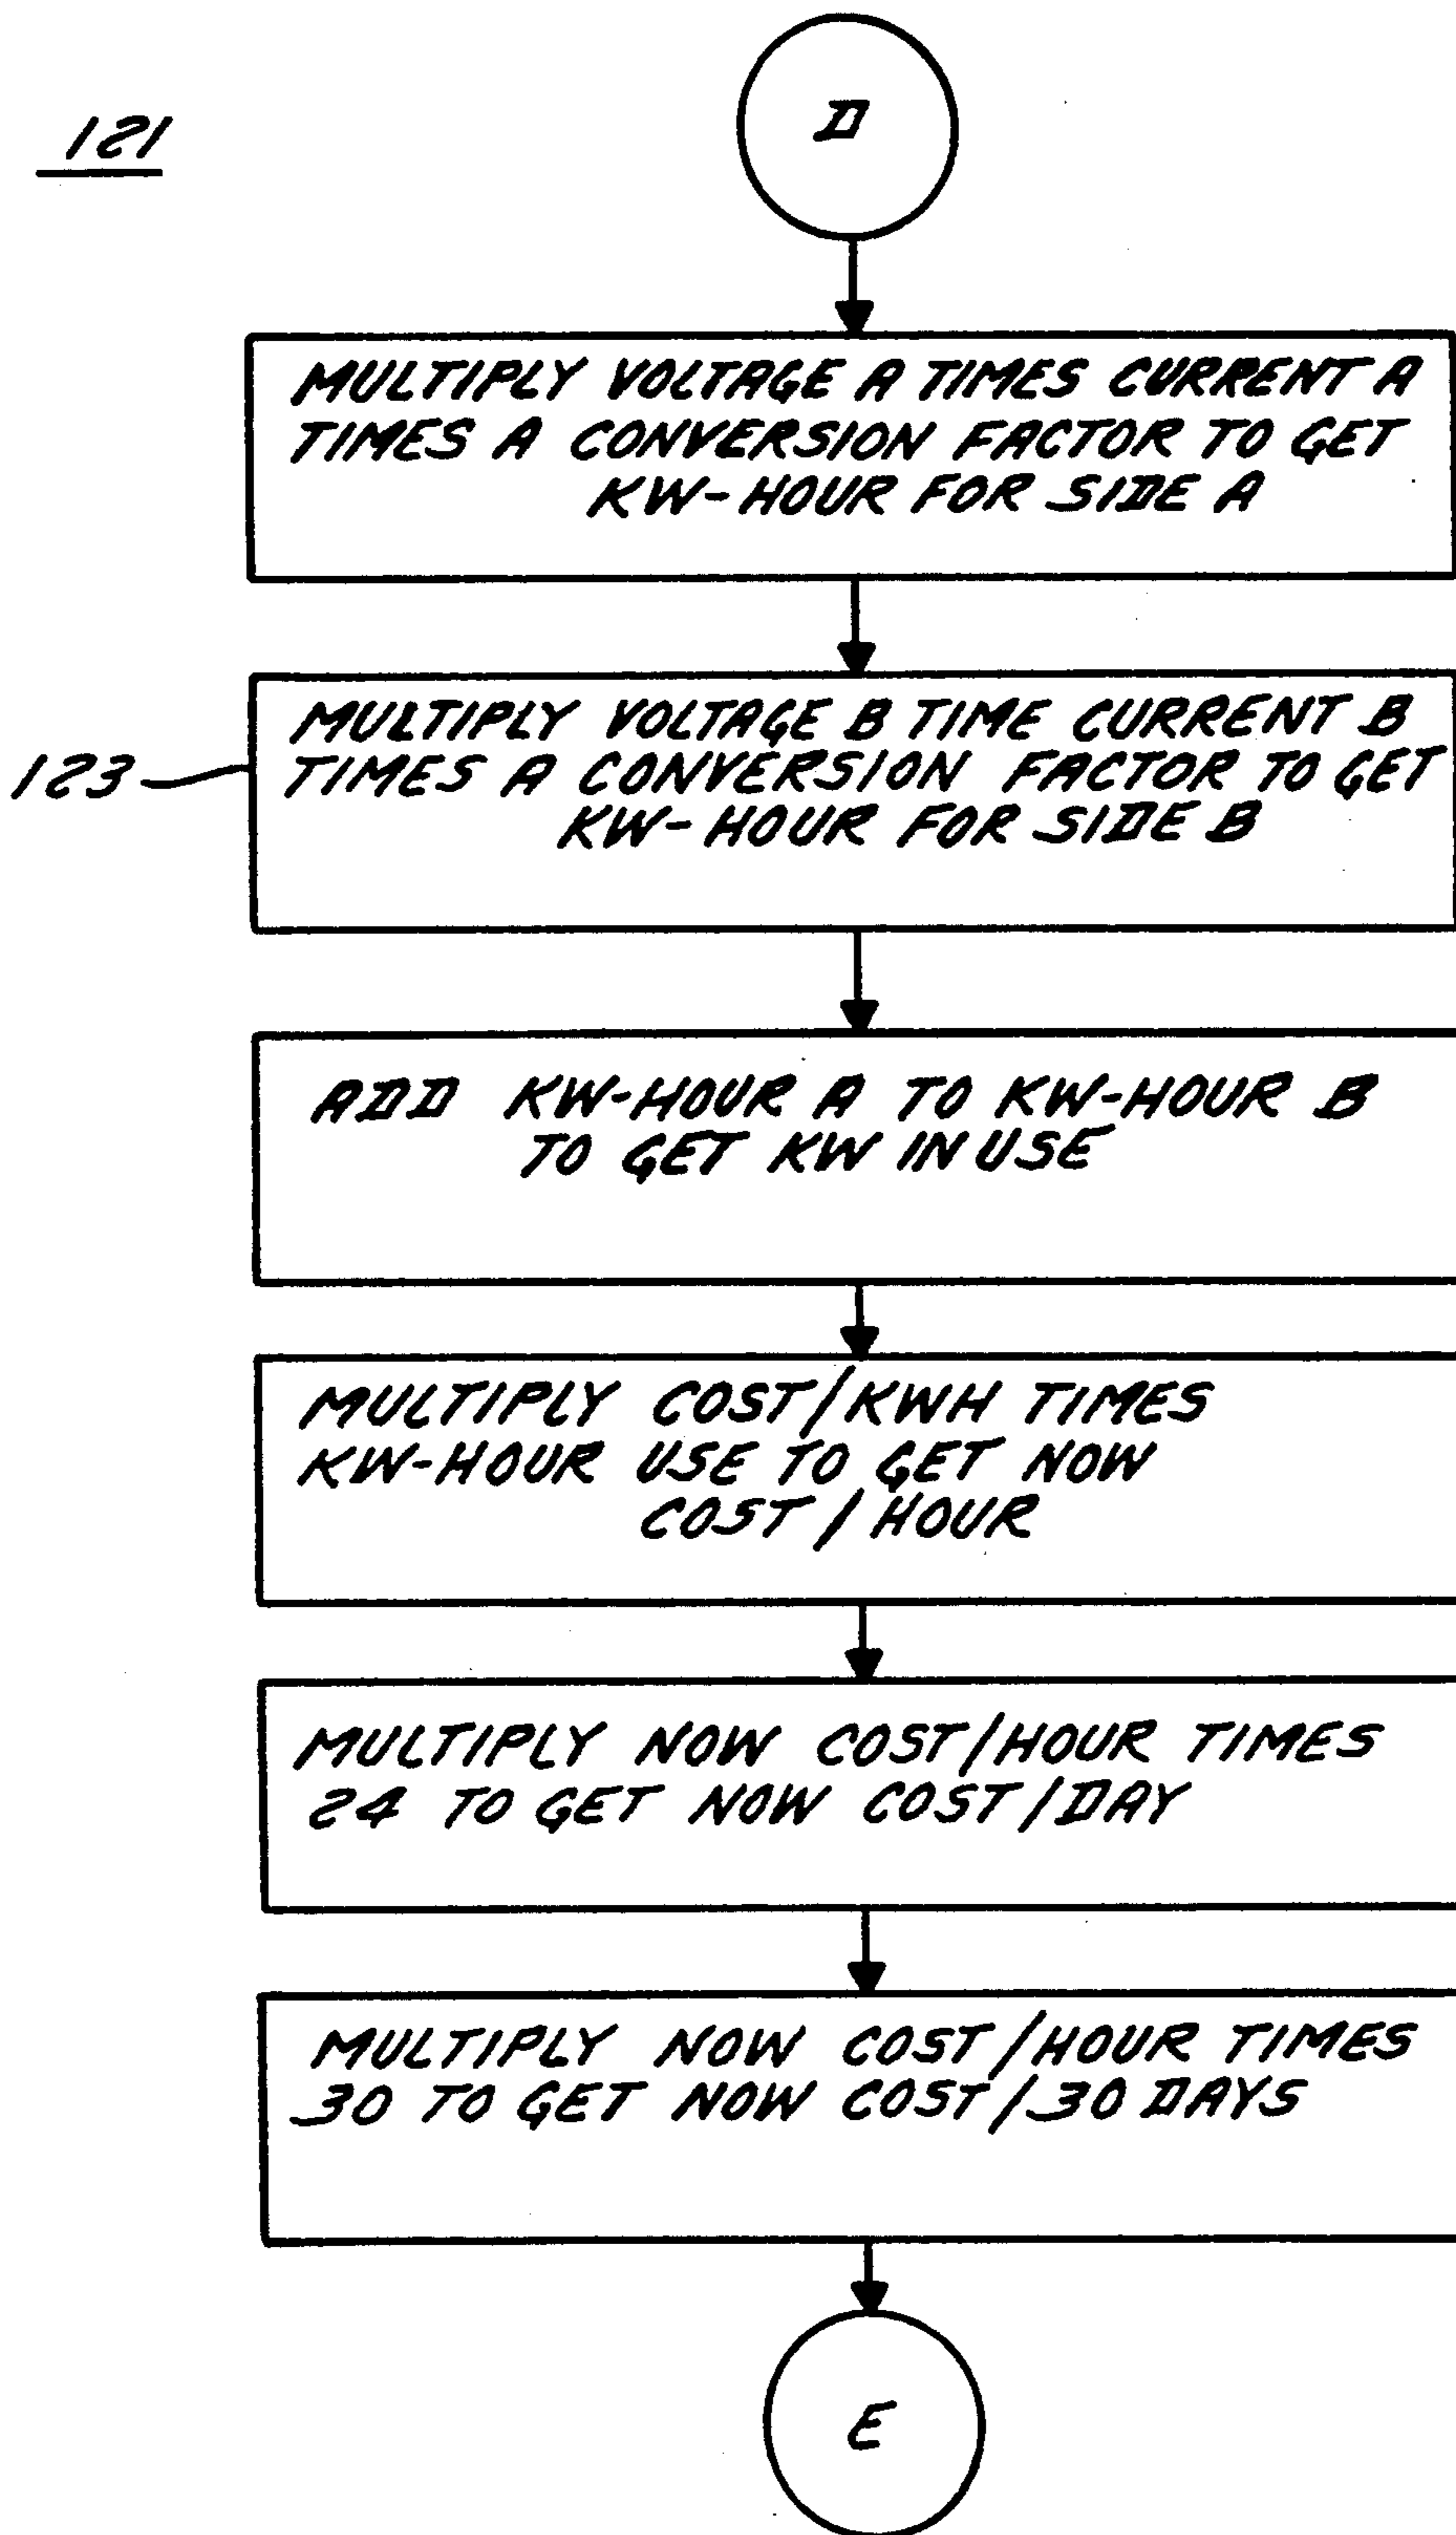 121
D
MULTIPLY VOLTAGE A TIMES CURRENT A
TIMES A CONVERSION FACTOR TO GET
KW-HOUR FOR SIDE A
123
MULTIPLY VOLTAGE B TIME CURRENT B
TIMES A CONVERSION FACTOR TO GET
KW-HOUR FOR SIDE B
ADD KW-HOUR A TO KW-HOUR B
TO GET KW IN USE
MULTIPLY COST/KWH TIMES
KW-HOUR USE TO GET NOW
COST/HOUR
MULTIPLY NOW COST/HOUR TIMES
24 TO GET NOW COST/DAY
MULTIPLY NOW COST/HOUR TIMES
30 TO GET NOW COST/30 DAYS
E